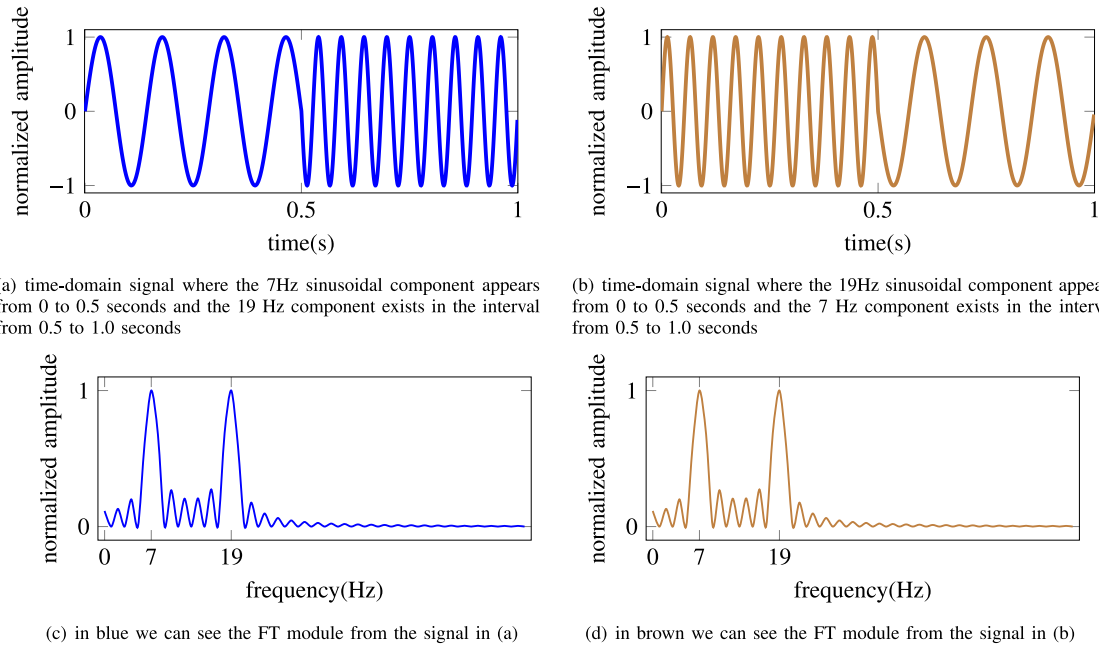 normalized amplitude
1
0
−1
0
0.5
1
time(s)
(a) time-domain signal where the 7Hz sinusoidal component appears
from 0 to 0.5 seconds and the 19 Hz component exists in the interval
from 0.5 to 1.0 seconds
normalized amplitude
1
0
−1
0
0.5
1
time(s)
(b) time-domain signal where the 19Hz sinusoidal component appea
from 0 to 0.5 seconds and the 7 Hz component exists in the interv
from 0.5 to 1.0 seconds
normalized amplitude
1
0
0
7
19
frequency(Hz)
(c) in blue we can see the FT module from the signal in (a)
normalized amplitude
1
0
0
7
19
frequency(Hz)
(d) in brown we can see the FT module from the signal in (b)